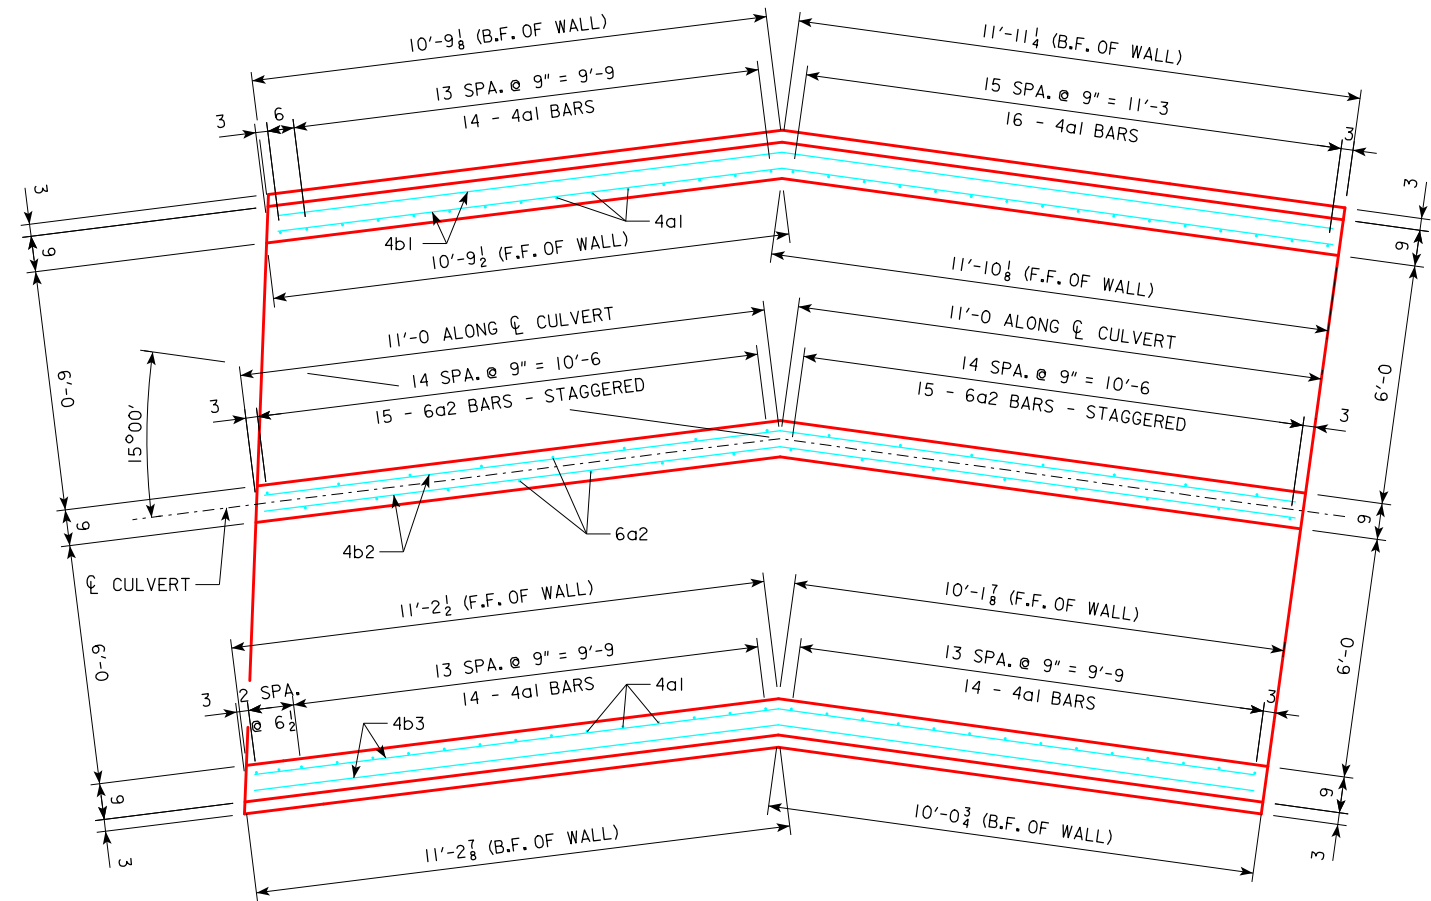 10'-9 1/8 (B.F. OF WALL)
11'-11 1/4 (B.F. OF WALL)
13 SPA. @ 9" = 9'-9
14 - 4a1 BARS
15 SPA. @ 9" = 11'-3
16 - 4a1 BARS
3
6
3
3
9
3
9
4b1
4a1
10'-9 1/2 (F.F. OF WALL)
11'-10 1/8 (F.F. OF WALL)
11'-0 ALONG ℄ CULVERT
11'-0 ALONG ℄ CULVERT
14 SPA. @ 9" = 10'-6
15 - 6a2 BARS - STAGGERED
14 SPA. @ 9" = 10'-6
15 - 6a2 BARS - STAGGERED
6'-0
6'-0
3
3
15°00'
9
9
4b2
6a2
℄ CULVERT
11'-2 1/2 (F.F. OF WALL)
10'-1 7/8 (F.F. OF WALL)
6'-0
6'-0
13 SPA. @ 9" = 9'-9
14 - 4a1 BARS
13 SPA. @ 9" = 9'-9
14 - 4a1 BARS
3
2 SPA.
@ 6 1/2
4b3
4a1
3
9
3
9
3
11'-2 7/8 (B.F. OF WALL)
10'-0 3/4 (B.F. OF WALL)